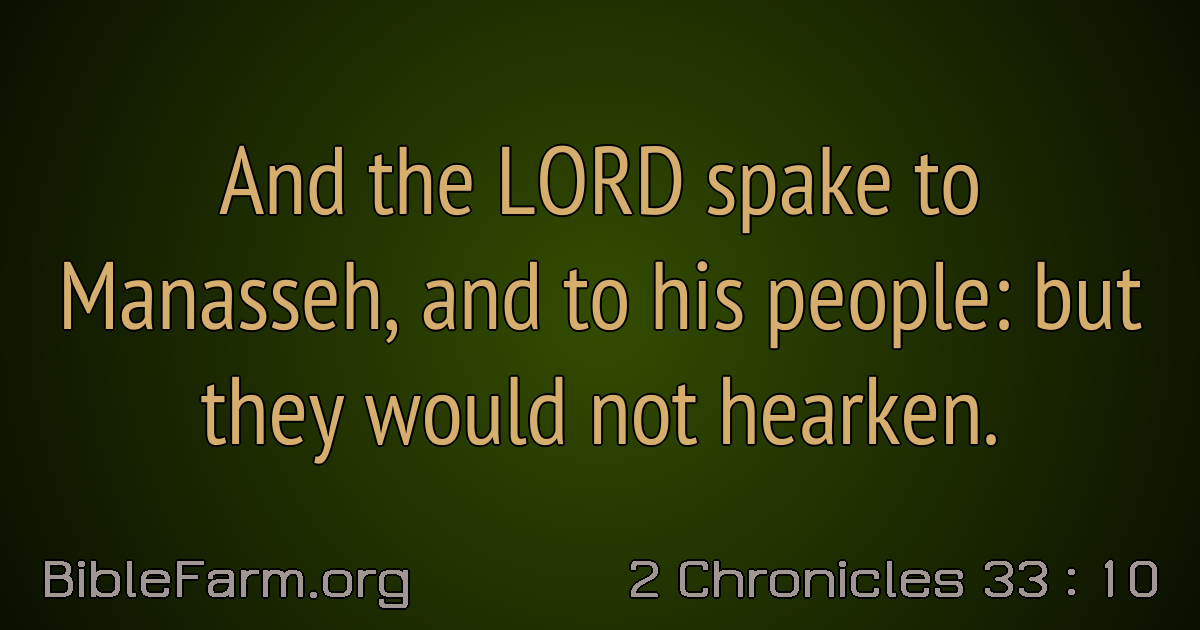 And the LORD spake to
Manasseh, and to his people: but
they would not hearken.
BibleFarm.org
2 Chronicles 33 : 10